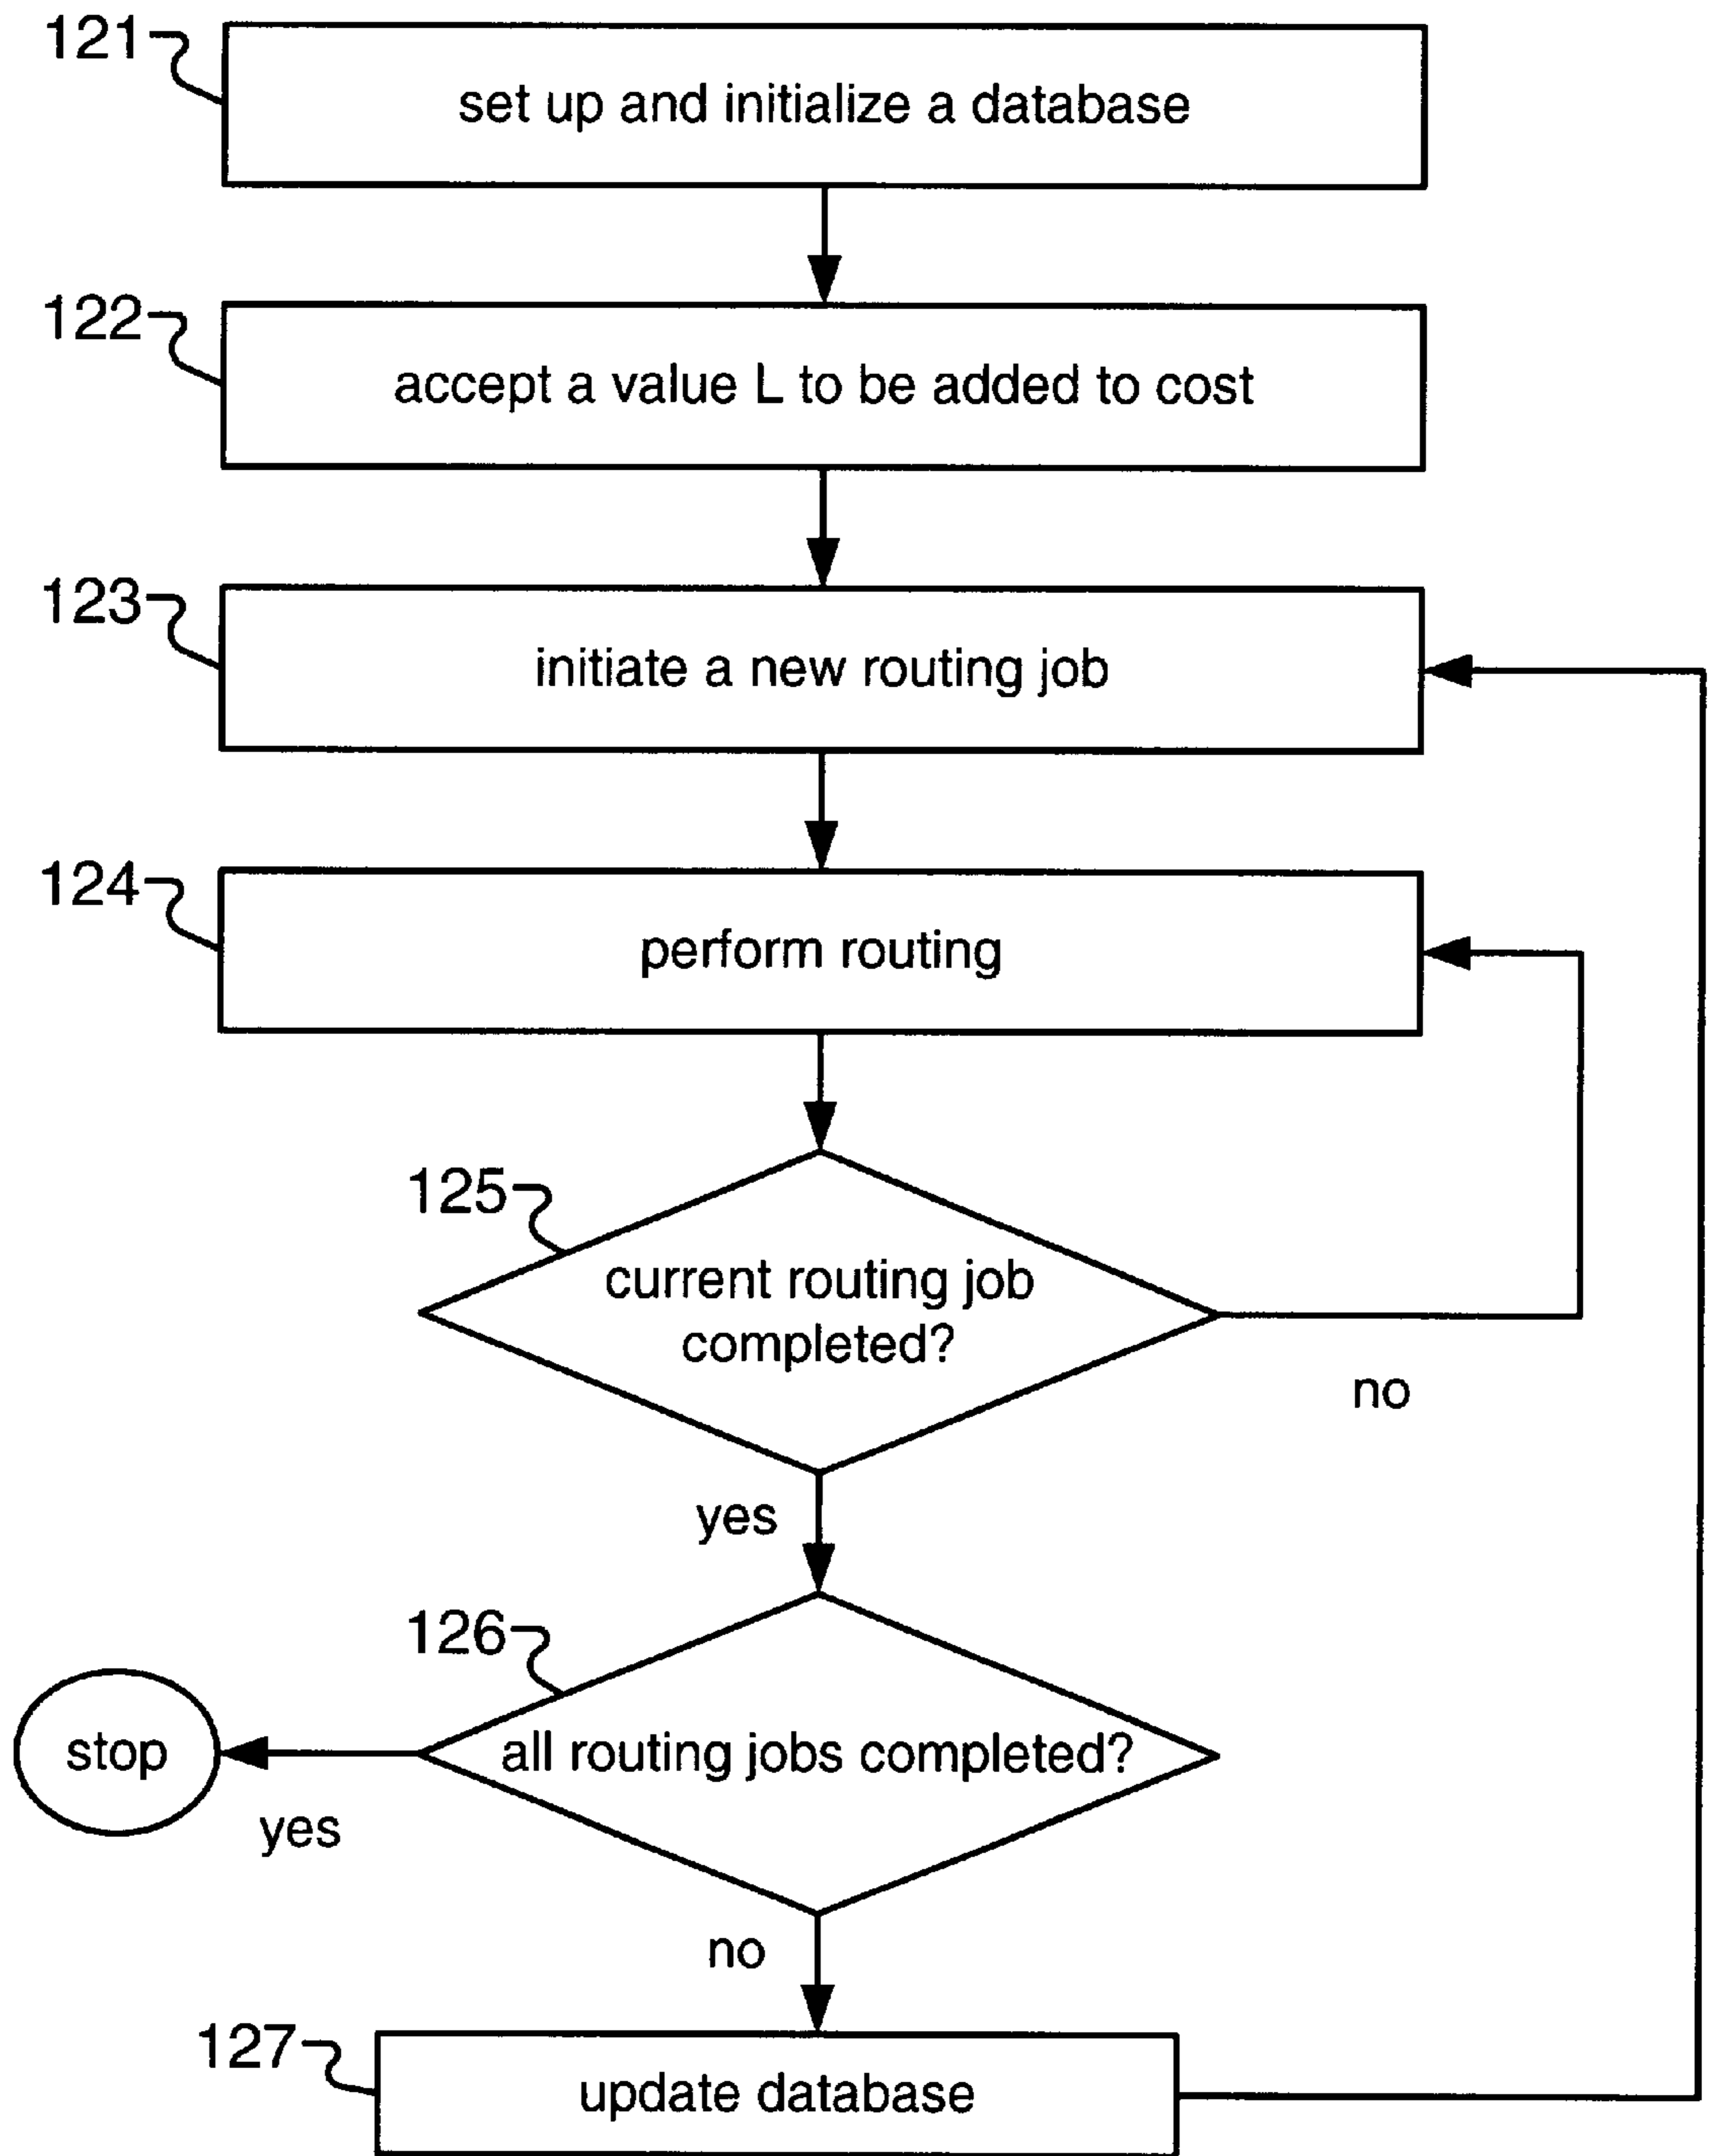 121
set up and initialize a database
122
accept a value L to be added to cost
123
initiate a new routing job
124
perform routing
125
current routing job
completed?
no
yes
126
all routing jobs completed?
stop
yes
no
127
update database